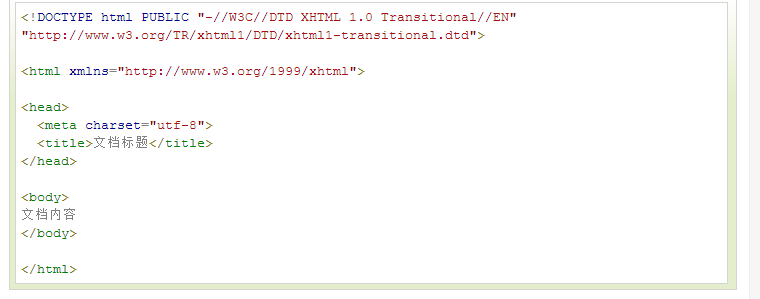 <!DOCTYPE html PUBLIC "-//W3C//DTD XHTML 1.0 Transitional//EN"
"http://www.w3.org/TR/xhtml1/DTD/xhtml1-transitional.dtd">
<html xmlns="http://www.w3.org/1999/xhtml">
<head>
<meta charset="utf-8">
<title>文档标题</title>
</head>
<body>
文档内容
</body>
</html>